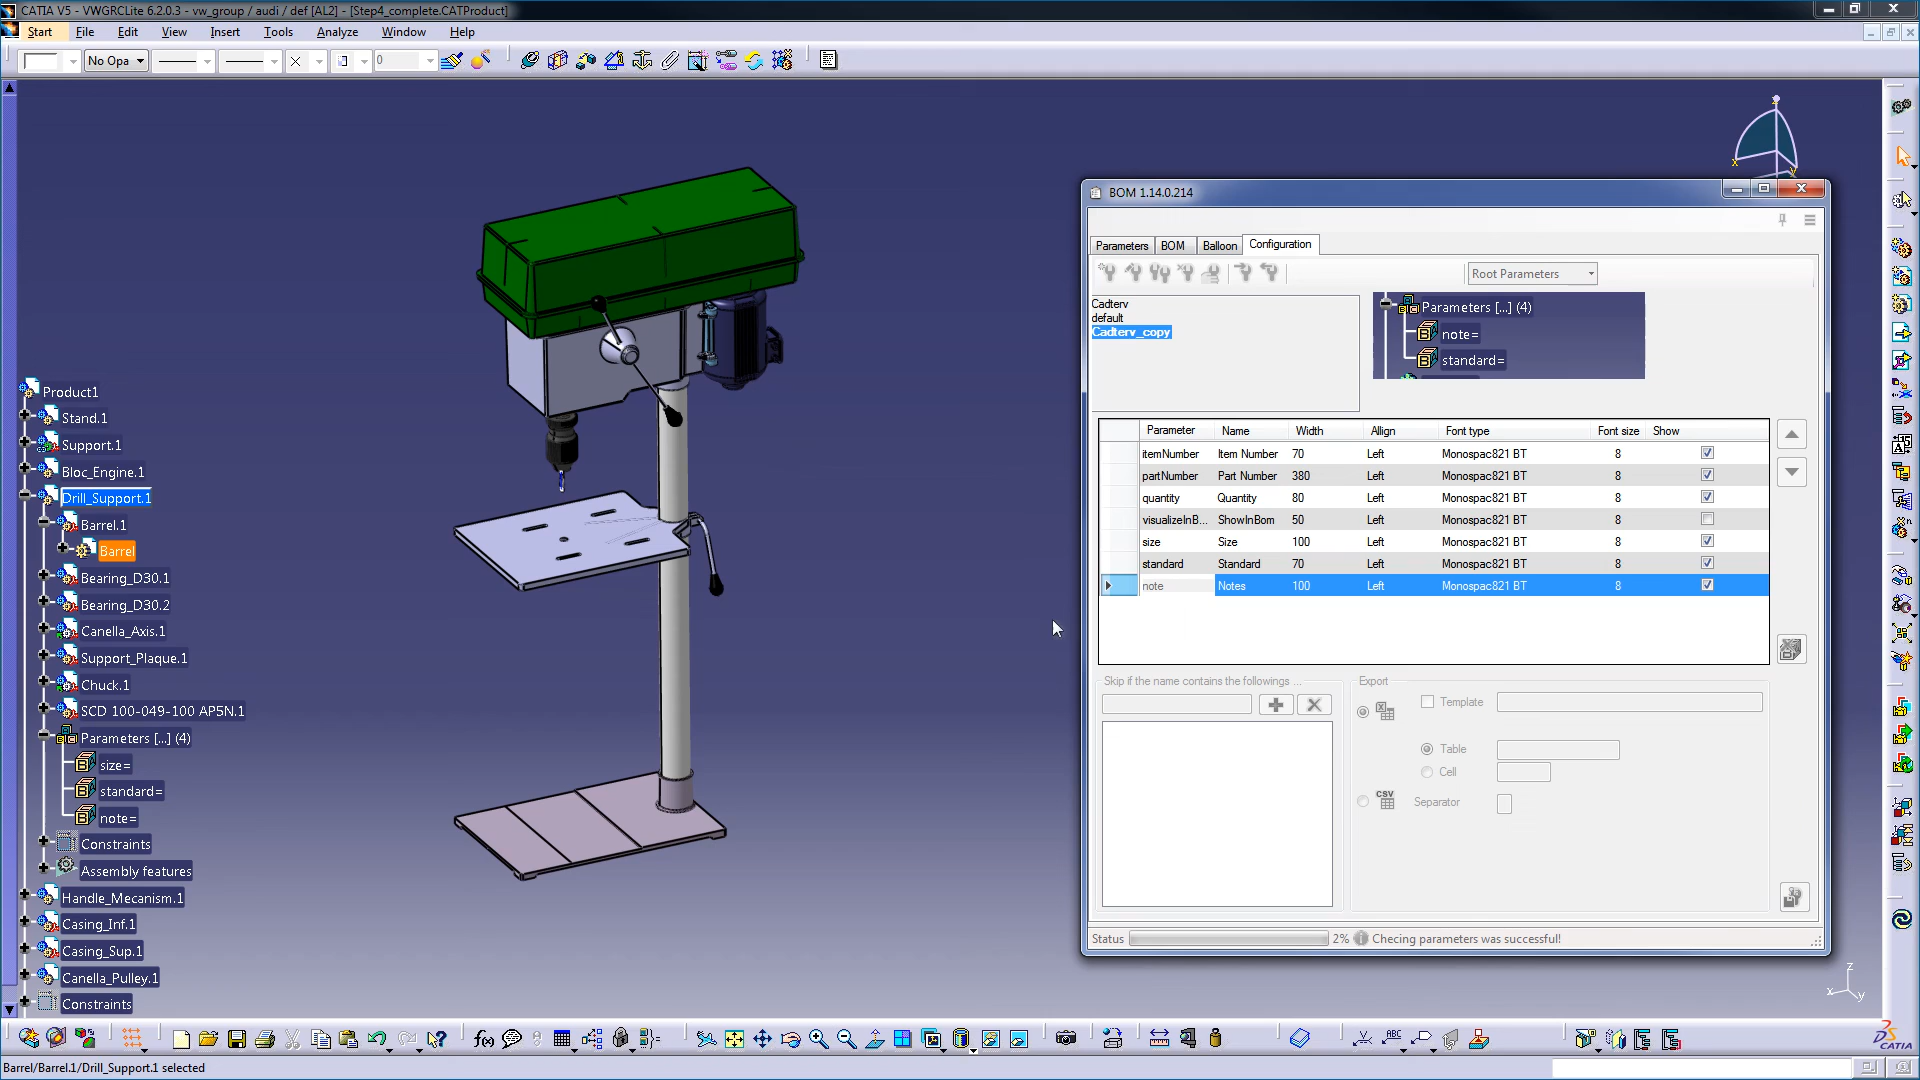 CATIA V5 - VWGRCLite 6.2.0.3 - vw_group / audi / def [AL2] - [Step4_complete.CATProduct]
Start File Edit View Insert Tools Analyze Window Help
No Opa
0
BOM 1.14.0.214
Parameters BOM Balloon Configuration
Root Parameters
Cadterv
default
Cadterv_copy
Parameters [...] (4)
note=
standard=
Parameter Name Width Allign Font type Font size Show
itemNumber Item Number 70 Left Monospac821 BT 8
partNumber Part Number 380 Left Monospac821 BT 8
quantity Quantity 80 Left Monospac821 BT 8
visualizeInB... ShowInBom 50 Left Monospac821 BT 8
size Size 100 Left Monospac821 BT 8
standard Standard 70 Left Monospac821 BT 8
note Notes 100 Left Monospac821 BT 8
Skip if the name contains the followings ...
Export
Template
Table
Cell
CSV
Separator
Status 2% Checing parameters was successful!
Product1
Stand.1
Support.1
Bloc_Engine.1
Drill_Support.1
Barrel.1
Barrel
Bearing_D30.1
Bearing_D30.2
Canella_Axis.1
Support_Plaque.1
Chuck.1
SCD 100-049-100 AP5N.1
Parameters [...] (4)
size=
standard=
note=
Constraints
Assembly features
Handle_Mecanism.1
Casing_Inf.1
Casing_Sup.1
Canella_Pulley.1
Constraints
z
x
y
CATIA
Barrel/Barrel.1/Drill_Support.1 selected